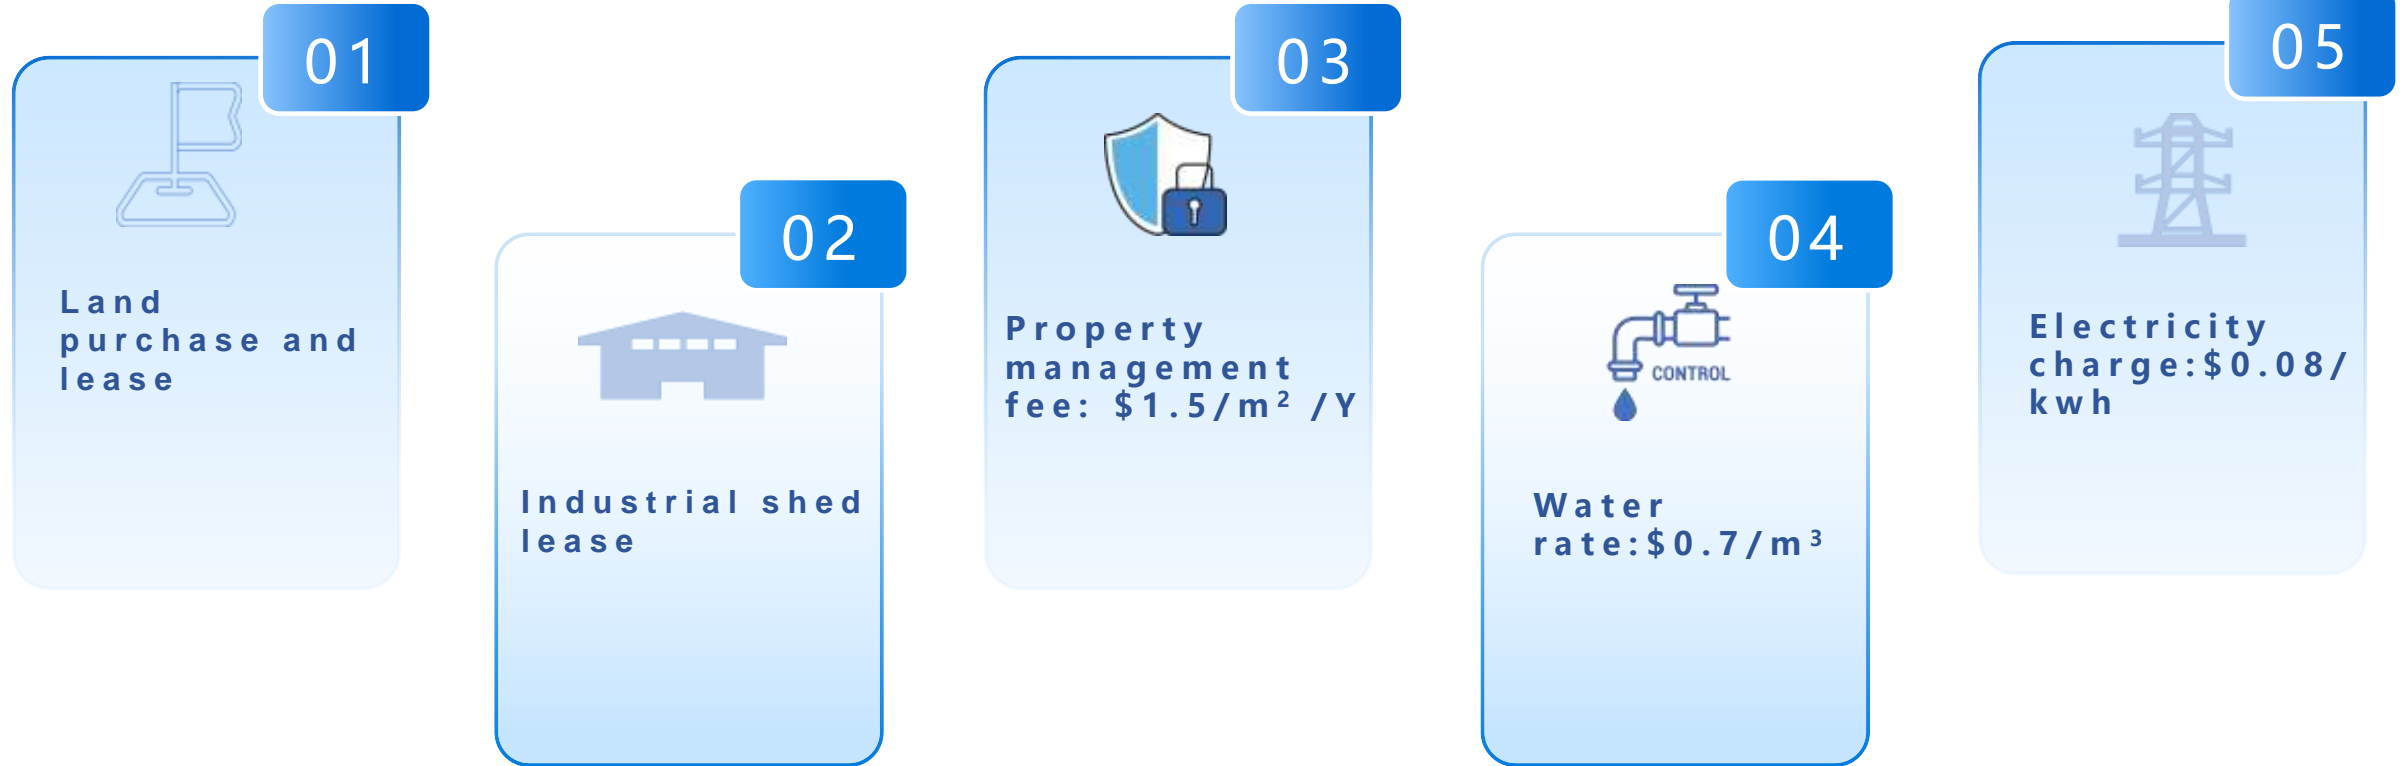 01
Land
purchase and
lease
02
Industrial shed
lease
03
Property
management
fee: $1.5/m² /Y
04
CONTROL
Water
rate:$0.7/m³
05
Electricity
charge:$0.08/
kwh